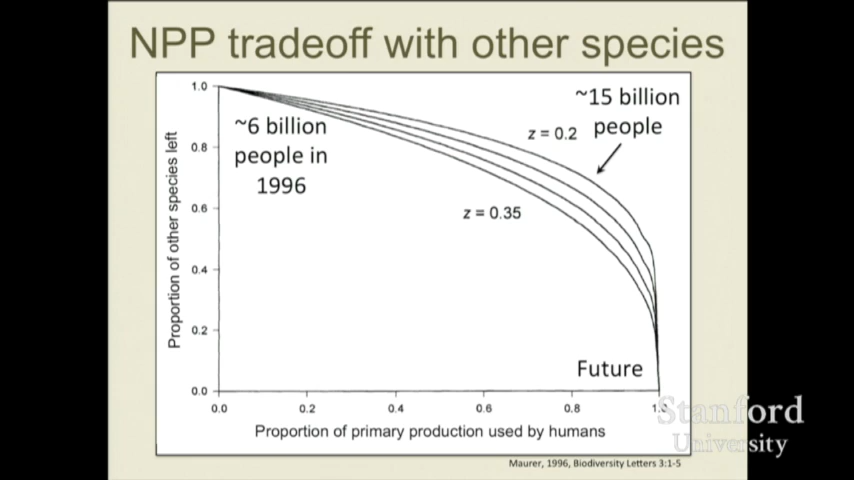 NPP tradeoff with other species
~15 billion
people
~6 billion
people in
1996
z = 0.2
z = 0.35
Future
Proportion of other species left
1.0
0.8
0.6
0.4
0.2
0.0
0.0 0.2 0.4 0.6 0.8 1.0
Proportion of primary production used by humans
Maurer, 1996, Biodiversity Letters 3:1-5
Stanford
University